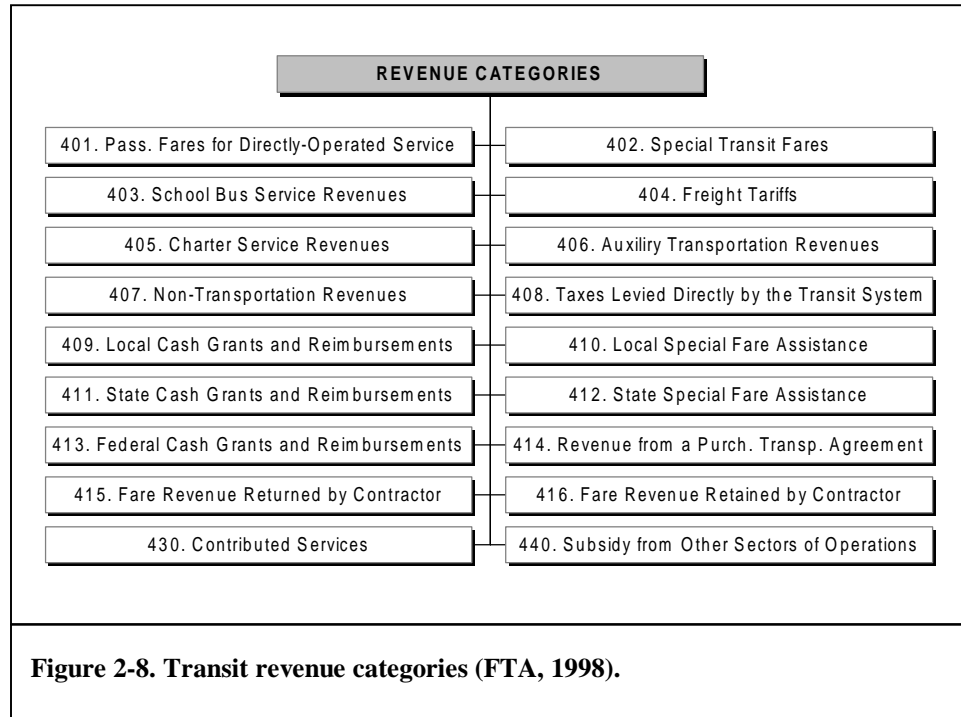 REVENUE CATEGORIES
401. Pass. Fares for Directly-Operated Service
402. Special Transit Fares
403. School Bus Service Revenues
404. Freight Tariffs
405. Charter Service Revenues
406. Auxiliry Transportation Revenues
407. Non-Transportation Revenues
408. Taxes Levied Directly by the Transit System
409. Local Cash Grants and Reimbursements
410. Local Special Fare Assistance
411. State Cash Grants and Reimbursements
412. State Special Fare Assistance
413. Federal Cash Grants and Reimbursements
414. Revenue from a Purch. Transp. Agreement
415. Fare Revenue Returned by Contractor
416. Fare Revenue Retained by Contractor
430. Contributed Services
440. Subsidy from Other Sectors of Operations
Figure 2-8. Transit revenue categories (FTA, 1998).